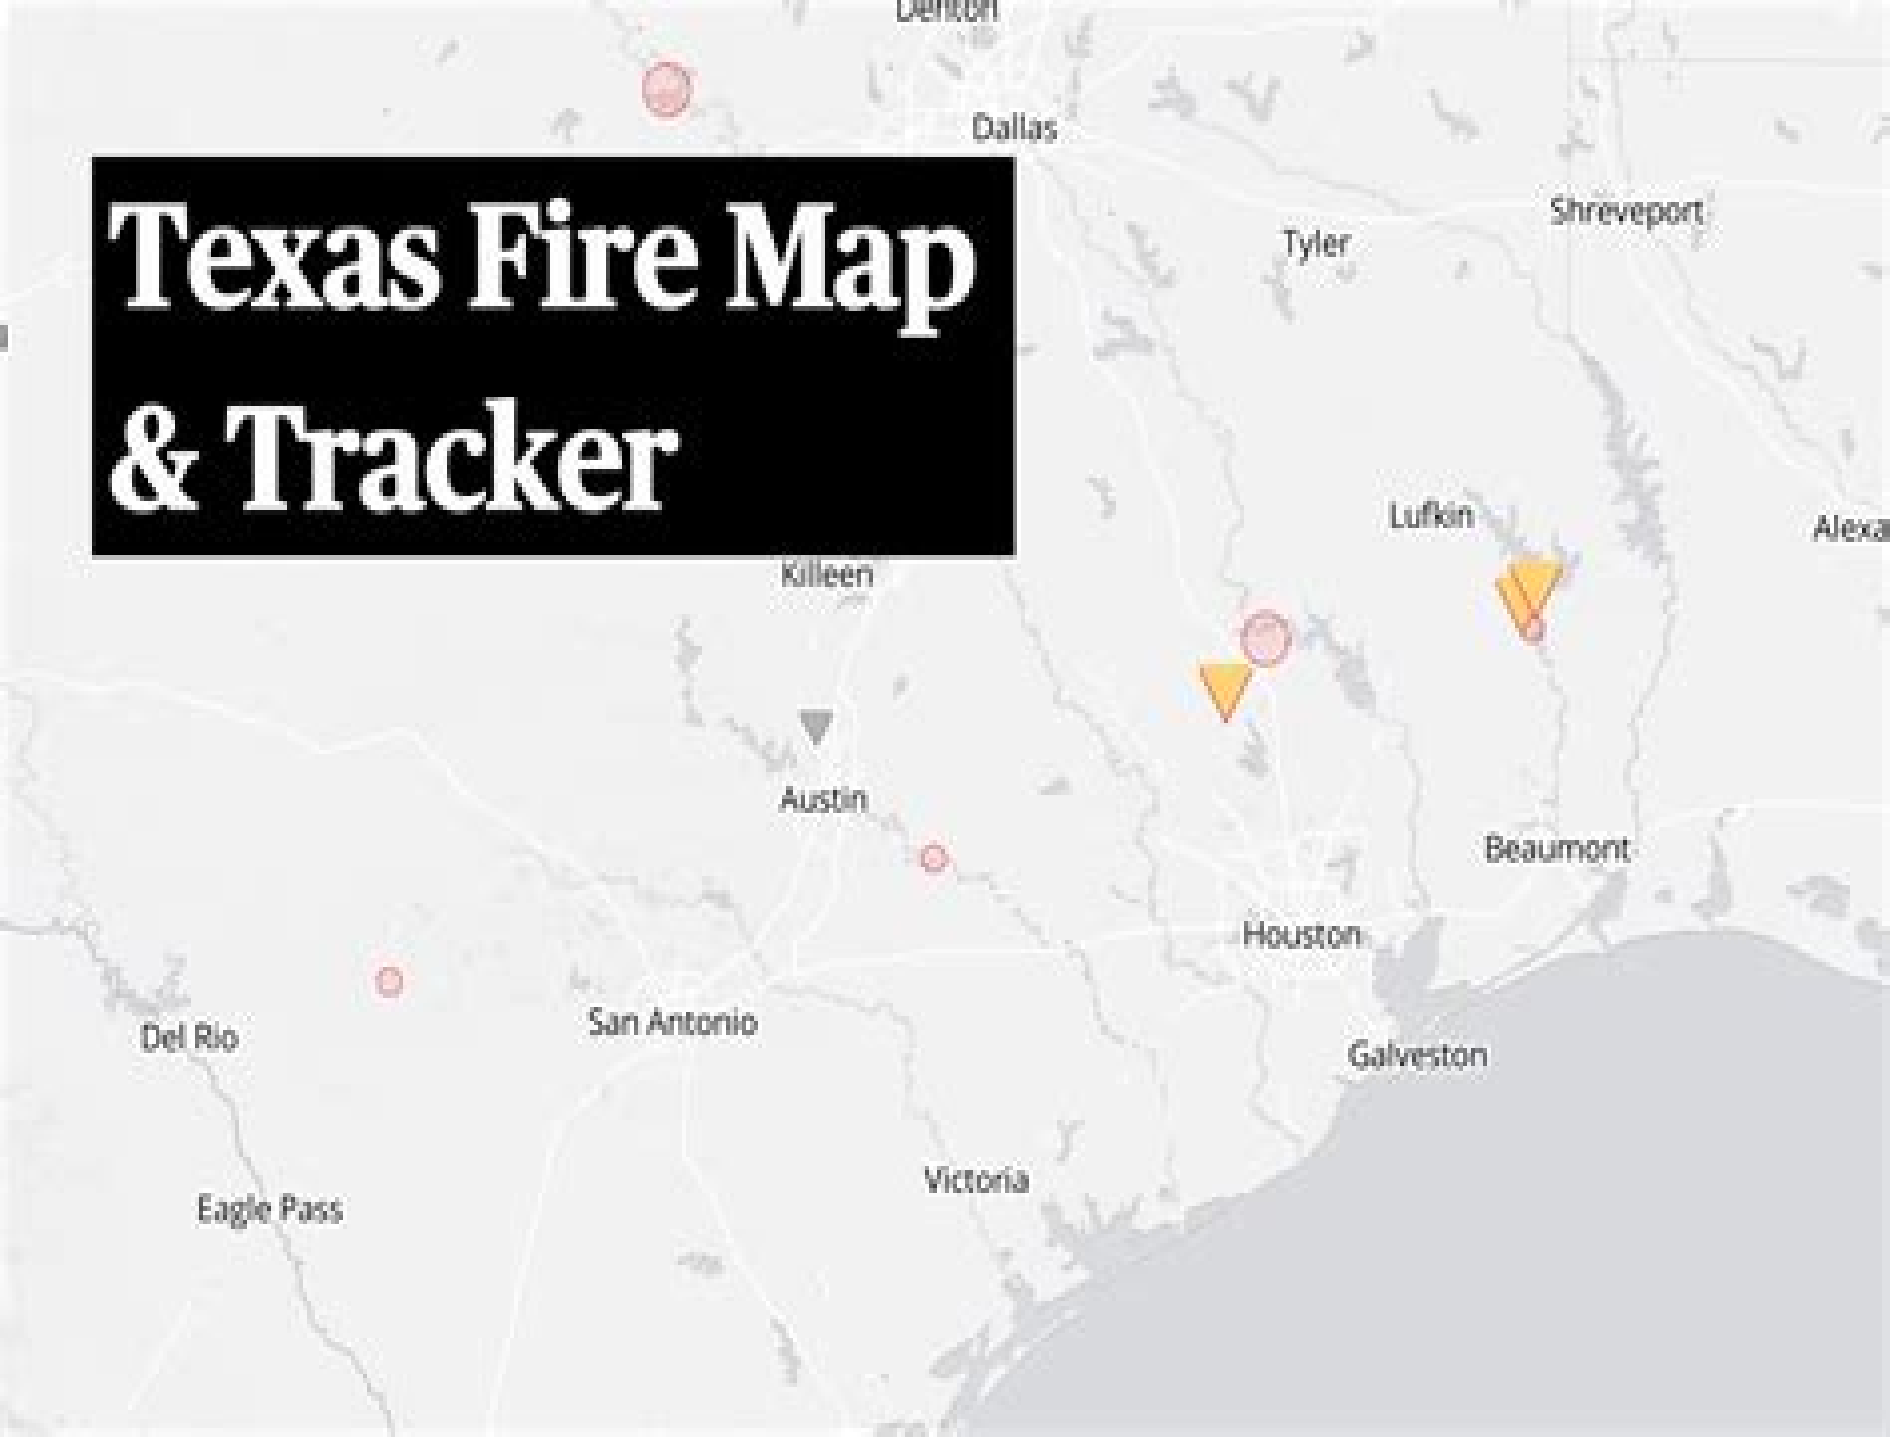 Denton
Dallas
Texas Fire Map
& Tracker
Shreveport
Tyler
Lufkin
Alexa
Killeen
Austin
Beaumont
Houston
San Antonio
Del Rio
Galveston
Victoria
Eagle Pass